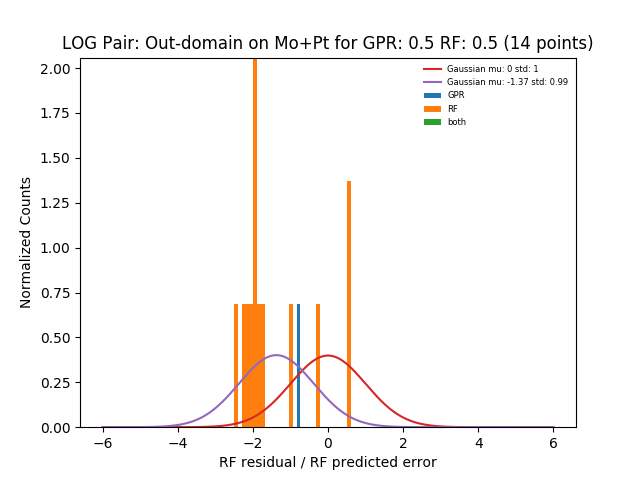 LOG Pair: Out-domain on Mo+Pt for GPR: 0.5 RF: 0.5 (14 points)
Gaussian mu: 0 std: 1
Gaussian mu: -1.37 std: 0.99
GPR
RF
both
Normalized Counts
2.00
1.75
1.50
1.25
1.00
0.75
0.50
0.25
0.00
−6
−4
−2
0
2
4
6
RF residual / RF predicted error